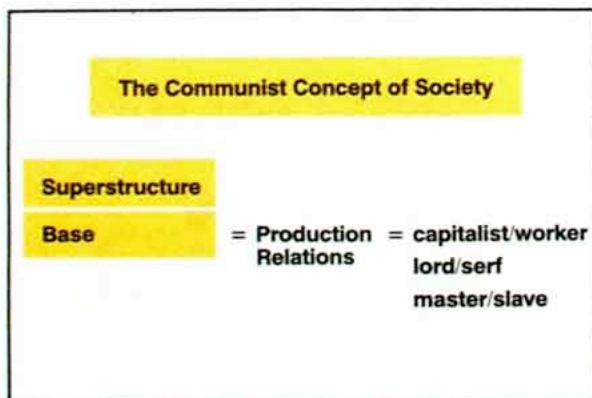 The Communist Concept of Society
Superstructure
Base = Production = capitalist/worker
Relations lord/serf
master/slave